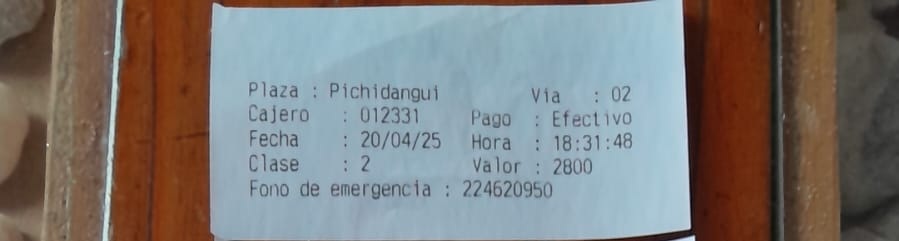 Plaza : Pichidangui Via : 02
Cajero : 012331 Pago : Efectivo
Fecha : 20/04/25 Hora : 18:31:48
Clase : 2 Valor : 2800
Fono de emergencia : 224620950